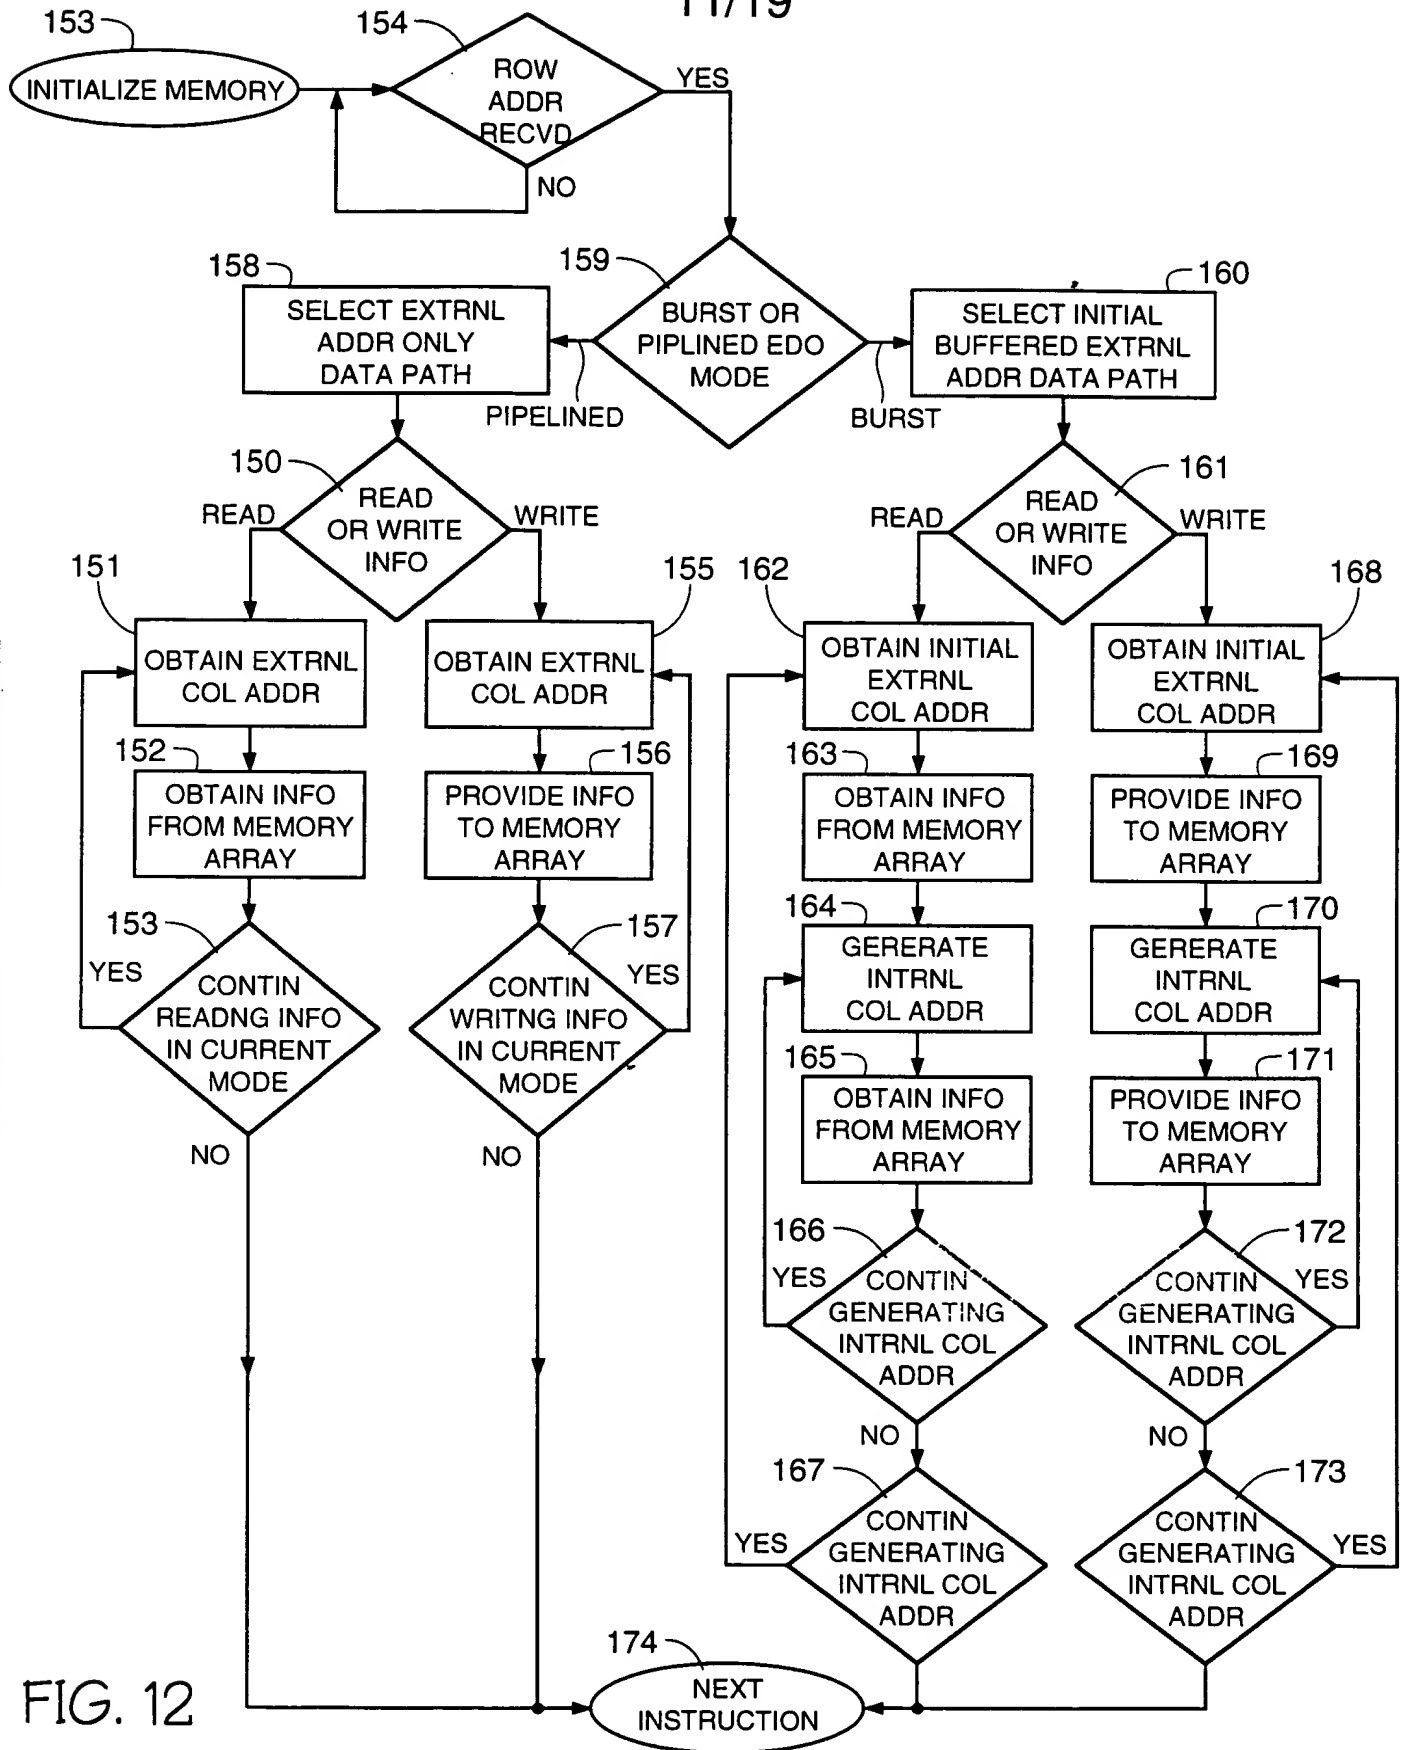 11/19
153
154
INITIALIZE MEMORY
ROW
ADDR
RECVD
YES
NO
158
159
160
SELECT EXTRNL
ADDR ONLY
DATA PATH
BURST OR
PIPLINED EDO
MODE
SELECT INITIAL
BUFFERED EXTRNL
ADDR DATA PATH
PIPELINED
BURST
150
READ
OR WRITE
INFO
READ
WRITE
161
READ
OR WRITE
INFO
READ
WRITE
151
OBTAIN EXTRNL
COL ADDR
155
OBTAIN EXTRNL
COL ADDR
162
OBTAIN INITIAL
EXTRNL
COL ADDR
168
OBTAIN INITIAL
EXTRNL
COL ADDR
152
OBTAIN INFO
FROM MEMORY
ARRAY
156
PROVIDE INFO
TO MEMORY
ARRAY
163
OBTAIN INFO
FROM MEMORY
ARRAY
169
PROVIDE INFO
TO MEMORY
ARRAY
153
YES
CONTIN
READNG INFO
IN CURRENT
MODE
NO
157
YES
CONTIN
WRITNG INFO
IN CURRENT
MODE
NO
164
GERERATE
INTRNL
COL ADDR
170
GERERATE
INTRNL
COL ADDR
165
OBTAIN INFO
FROM MEMORY
ARRAY
171
PROVIDE INFO
TO MEMORY
ARRAY
166
YES
CONTIN
GENERATING
INTRNL COL
ADDR
NO
172
YES
CONTIN
GENERATING
INTRNL COL
ADDR
NO
167
YES
CONTIN
GENERATING
INTRNL COL
ADDR
173
YES
CONTIN
GENERATING
INTRNL COL
ADDR
174
NEXT
INSTRUCTION
FIG. 12